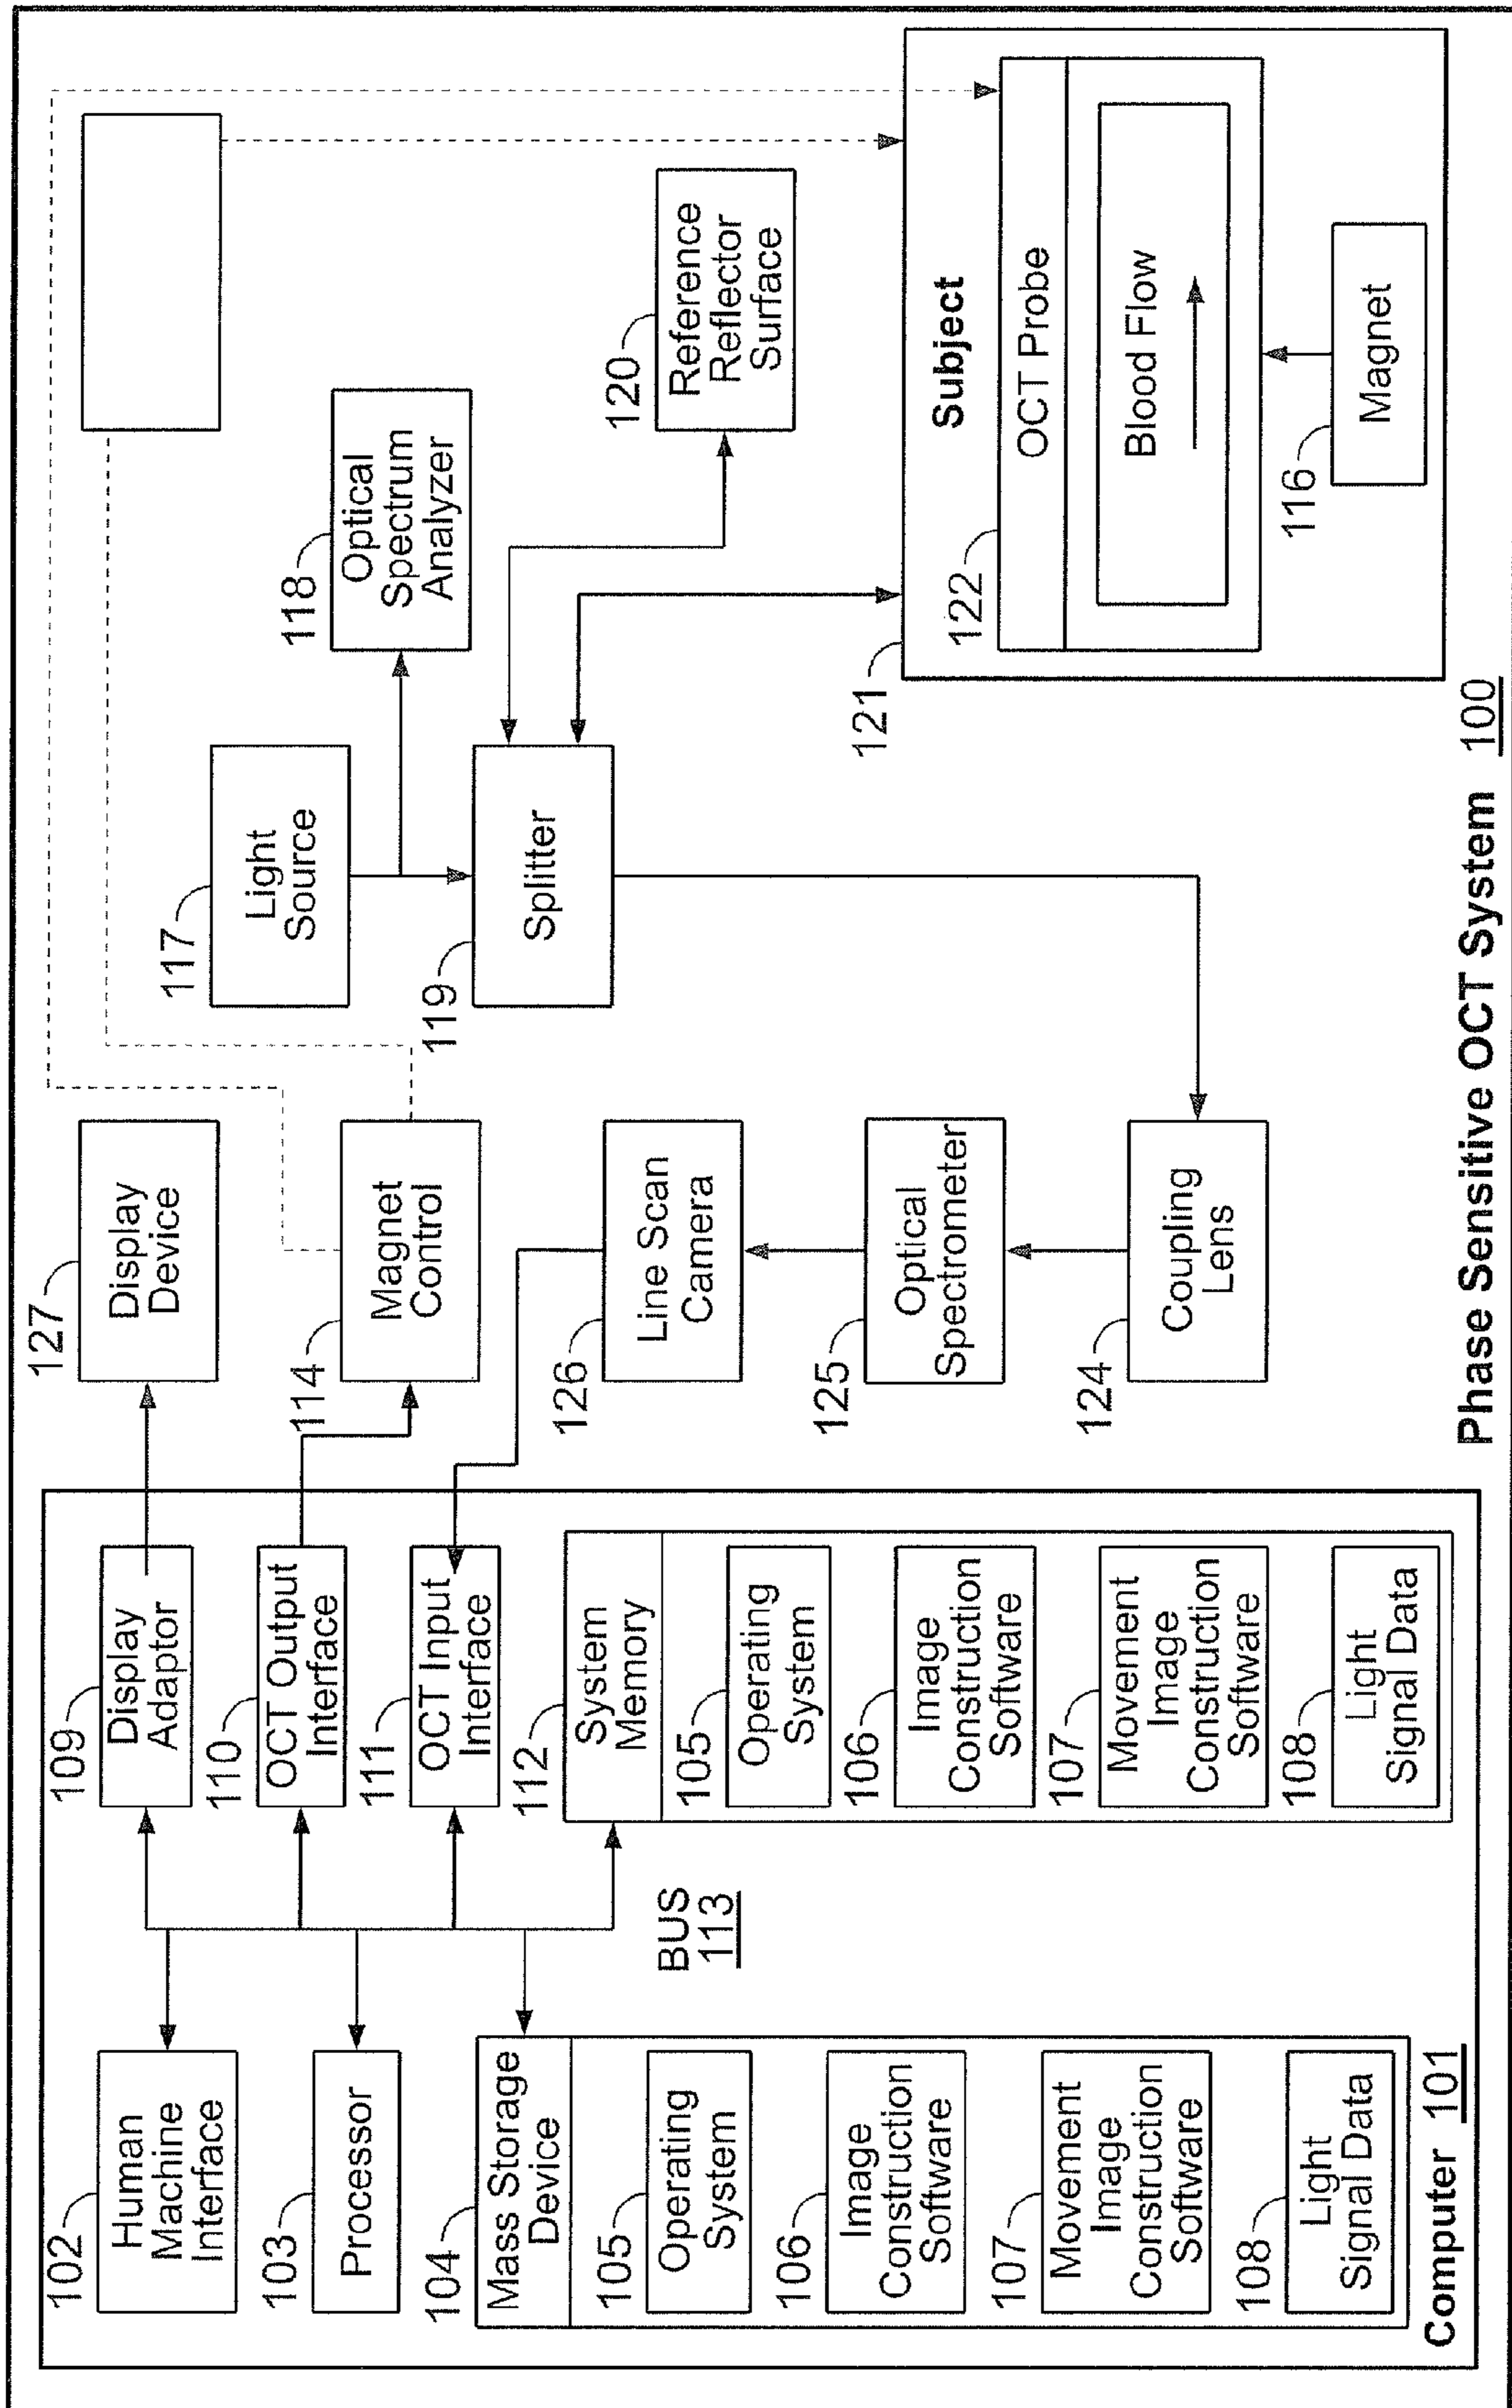 102
Human
Machine
Interface
103
Processor
104
Mass Storage
Device
105
Operating
System
106
Image
Construction
Software
107
Movement
Image
Construction
Software
108
Light
Signal Data
Computer 101
BUS
113
109
Display
Adaptor
110
OCT Output
Interface
111
OCT Input
Interface
112
System
Memory
105
Operating
System
106
Image
Construction
Software
107
Movement
Image
Construction
Software
108
Light
Signal Data
127
Display
Device
114
Magnet
Control
126
Line Scan
Camera
125
Optical
Spectrometer
124
Coupling
Lens
117
Light
Source
119
Splitter
118
Optical
Spectrum
Analyzer
120
Reference
Reflector
Surface
121
Subject
122
OCT Probe
Blood Flow
116
Magnet
Phase Sensitive OCT System 100